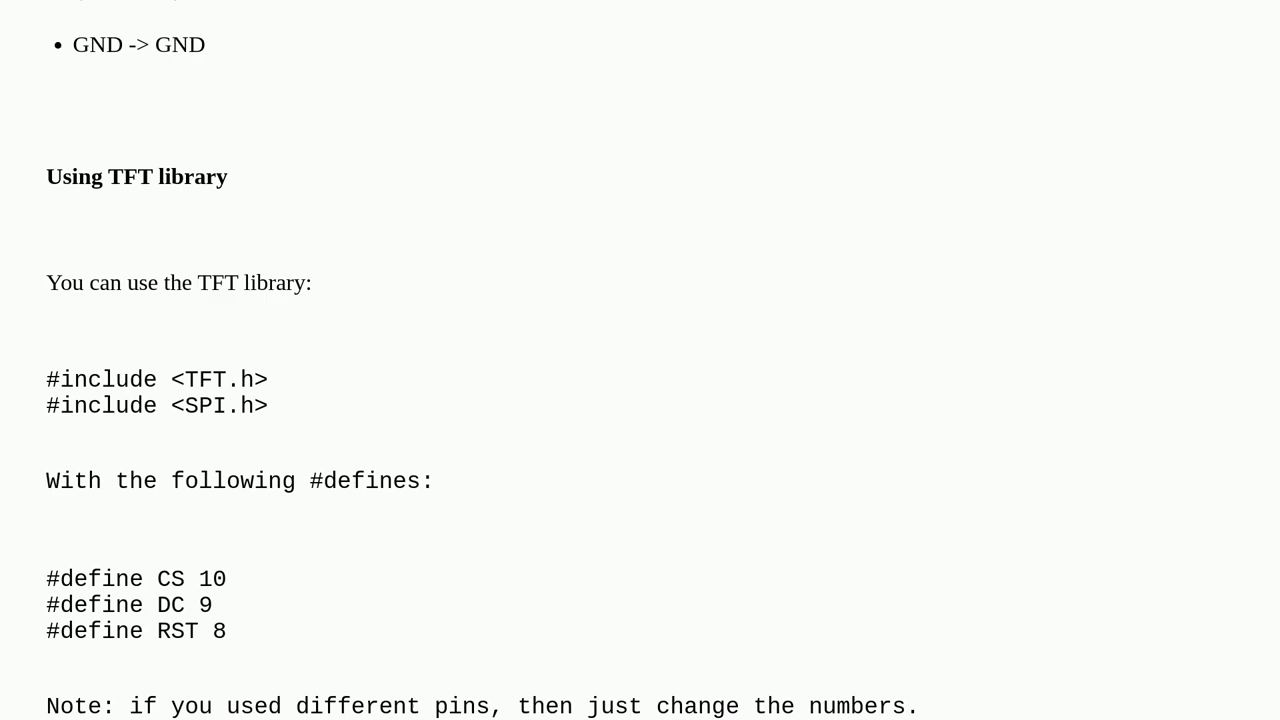 • GND -> GND
Using TFT library
You can use the TFT library:
#include <TFT.h>
#include <SPI.h>
With the following #defines:
#define CS 10
#define DC 9
#define RST 8
Note: if you used different pins, then just change the numbers.